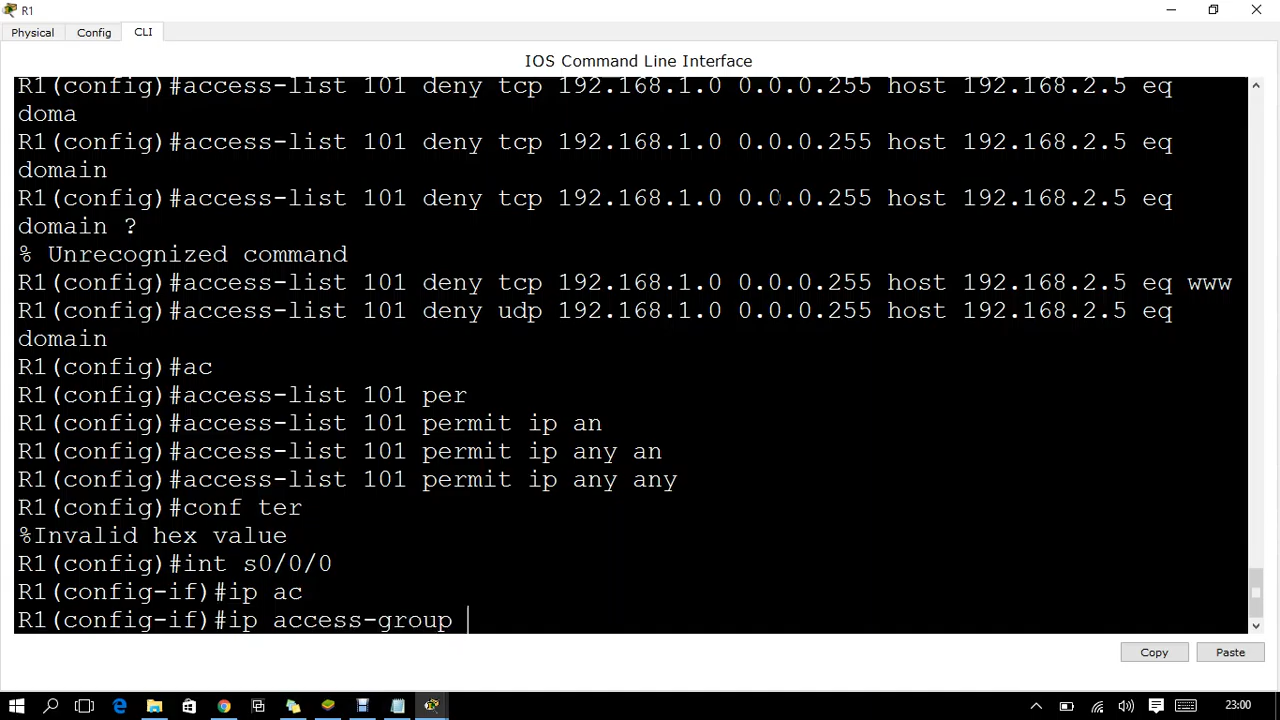 R1
Physical Config CLI
IOS Command Line Interface
R1(config)#access-list 101 deny tcp 192.168.1.0 0.0.0.255 host 192.168.2.5 eq
doma
R1(config)#access-list 101 deny tcp 192.168.1.0 0.0.0.255 host 192.168.2.5 eq
domain
R1(config)#access-list 101 deny tcp 192.168.1.0 0.0.0.255 host 192.168.2.5 eq
domain ?
% Unrecognized command
R1(config)#access-list 101 deny tcp 192.168.1.0 0.0.0.255 host 192.168.2.5 eq www
R1(config)#access-list 101 deny udp 192.168.1.0 0.0.0.255 host 192.168.2.5 eq
domain
R1(config)#ac
R1(config)#access-list 101 per
R1(config)#access-list 101 permit ip an
R1(config)#access-list 101 permit ip any an
R1(config)#access-list 101 permit ip any any
R1(config)#conf ter
%Invalid hex value
R1(config)#int s0/0/0
R1(config-if)#ip ac
R1(config-if)#ip access-group
Copy Paste
23:00